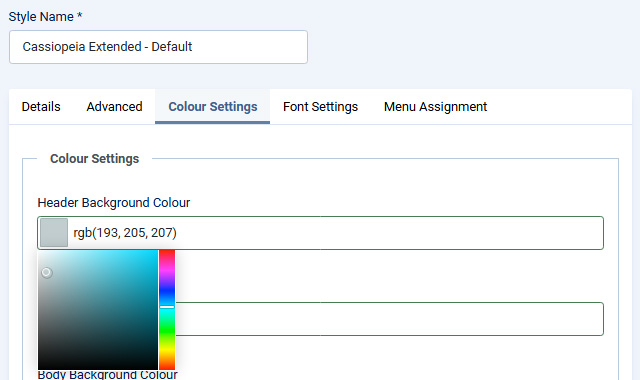 Style Name *
Cassiopeia Extended - Default
Details Advanced Colour Settings Font Settings Menu Assignment
Colour Settings
Header Background Colour
rgb(193, 205, 207)
Body Background Colour